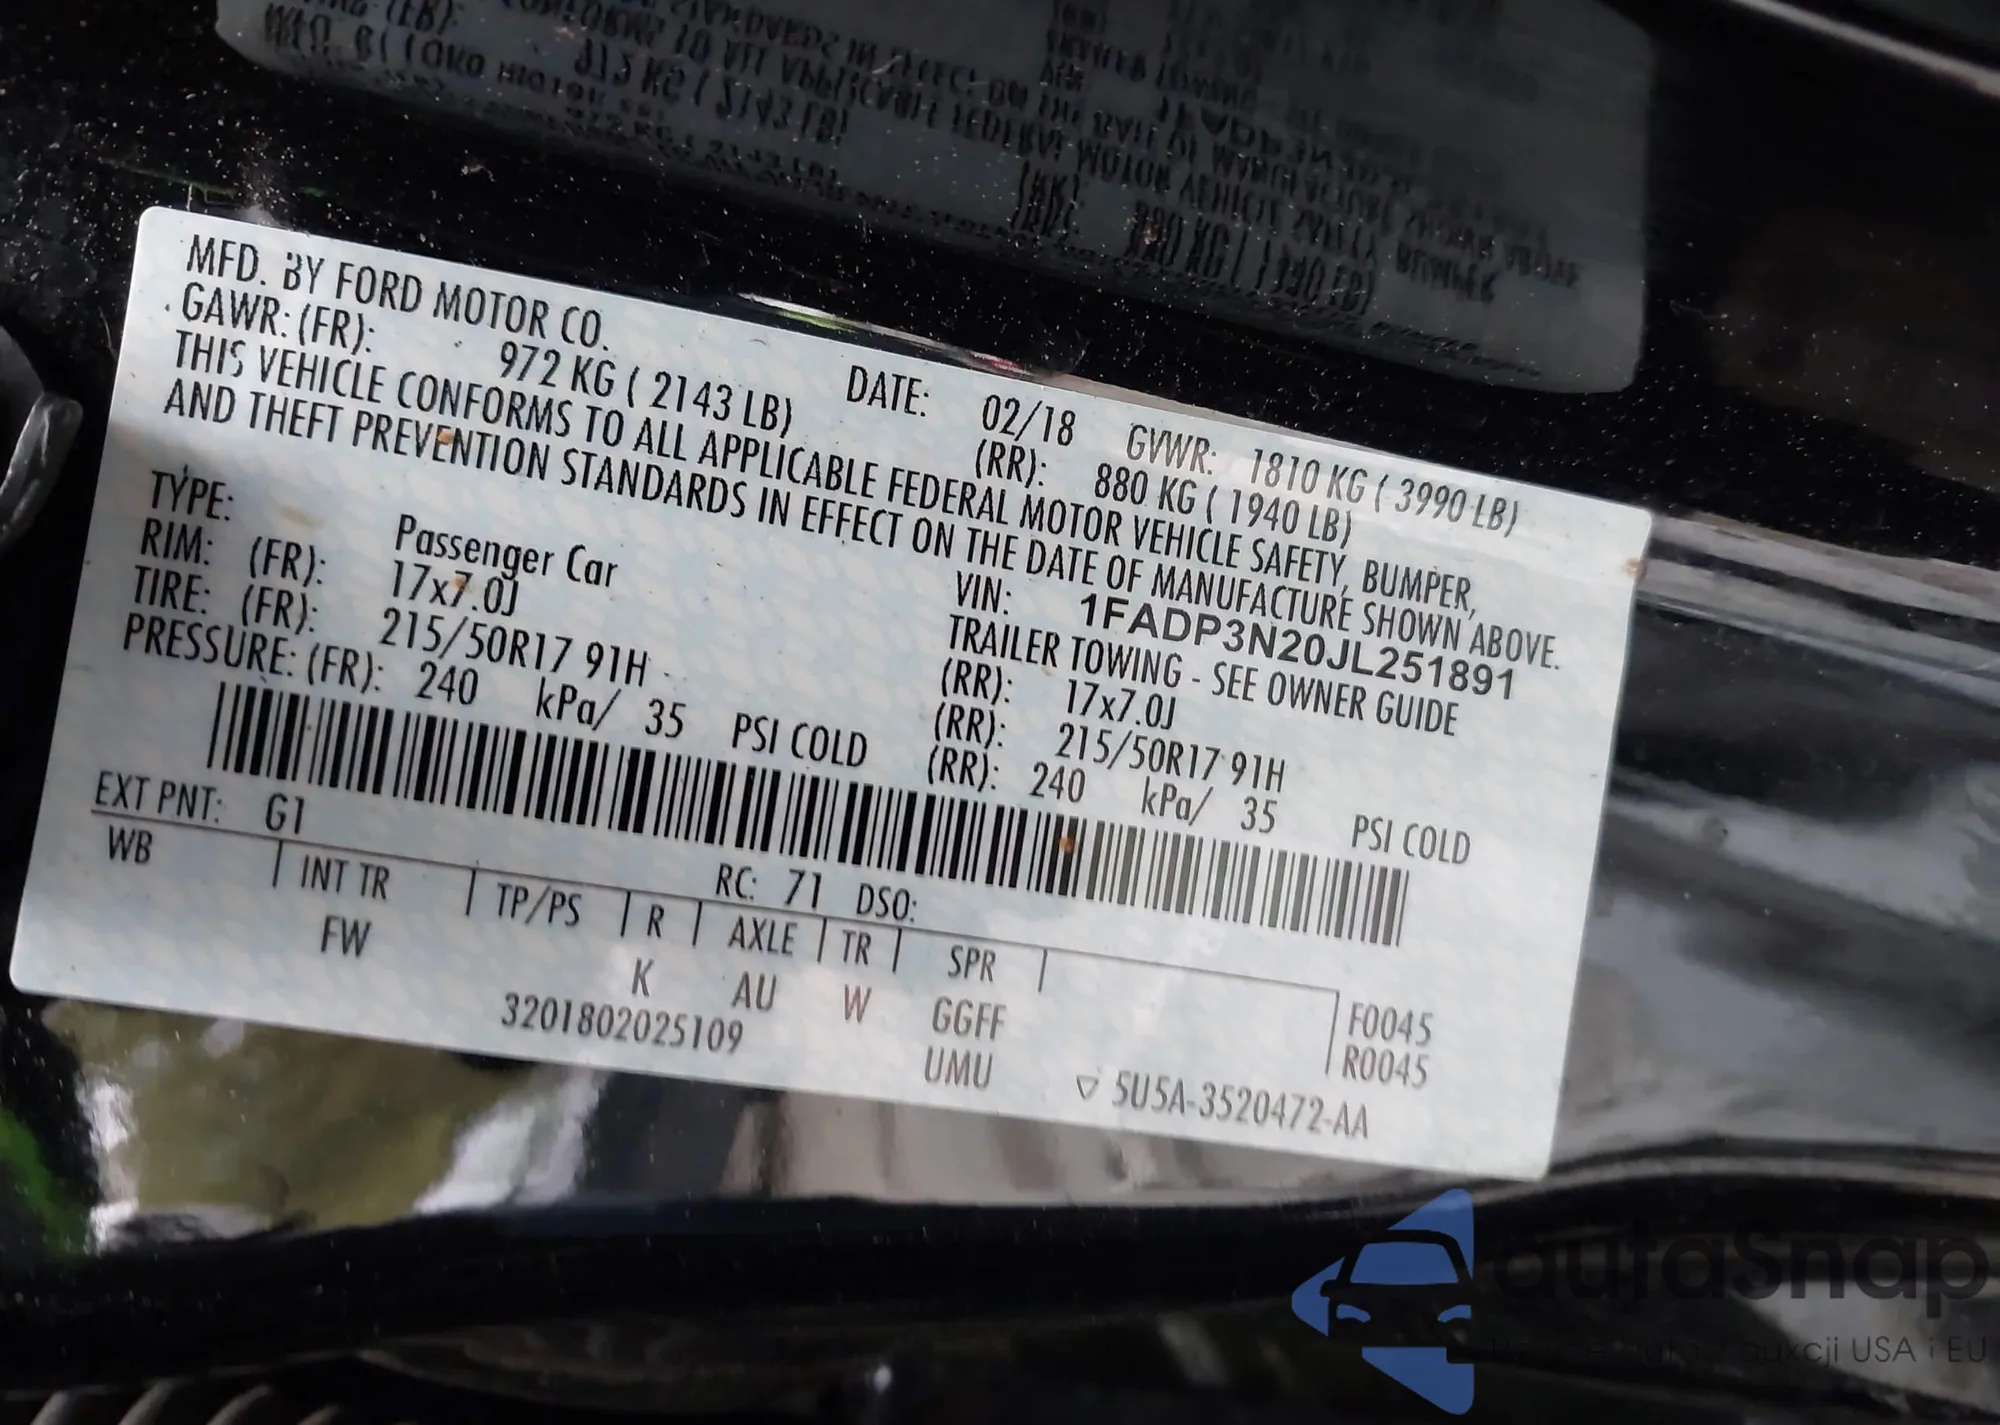 MFD. BY FORD MOTOR CO. DATE: 02/18 GVWR: 1810 KG ( 3990 LB)
GAWR: (FR): 972 KG ( 2143 LB) (RR): 880 KG ( 1940 LB)
THIS VEHICLE CONFORMS TO ALL APPLICABLE FEDERAL MOTOR VEHICLE SAFETY, BUMPER,
AND THEFT PREVENTION STANDARDS IN EFFECT ON THE DATE OF MANUFACTURE SHOWN ABOVE.
VIN: 1FADP3N20JL251891
TYPE: Passenger Car TRAILER TOWING - SEE OWNER GUIDE
RIM: (FR): 17x7.0J (RR): 17x7.0J
TIRE: (FR): 215/50R17 91H (RR): 215/50R17 91H
PRESSURE: (FR): 240 kPa/ 35 PSI COLD (RR): 240 kPa/ 35 PSI COLD
EXT PNT: G1 RC: 71 DSO:
WB INT TR TP/PS R AXLE TR SPR
FW K AU W GGFF F0045
3201802025109 UMU R0045
5U5A-3520472-AA
autaSnap
aukcji USA i EU